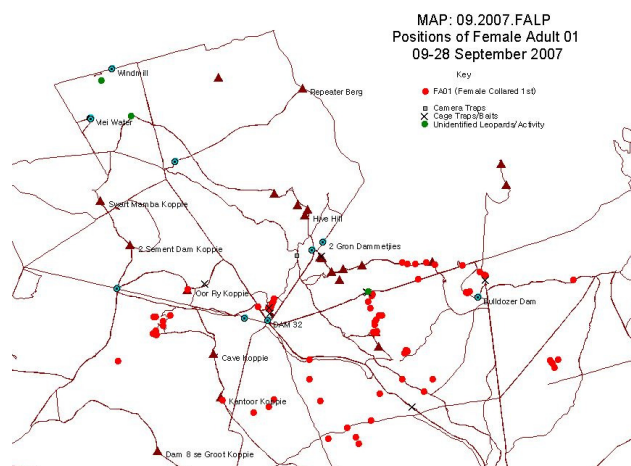 MAP: 09.2007.FALP
Positions of Female Adult 01
09-28 September 2007
Key
FA01 (Female Collared 1st)
Camera Traps
Cage Traps/Baits
Unidentified Leopards/Activity
Windmill
Repeater Berg
Vlei Water
Swart Mamba Koppie
Hive Hill
2 Sement Dam Koppie
2 Gron Dammetjies
Oor Ry Koppie
Bulldozer Dam
DAM 32
Cave Koppie
Kantoor Koppie
Dam 8 se Groot Koppie